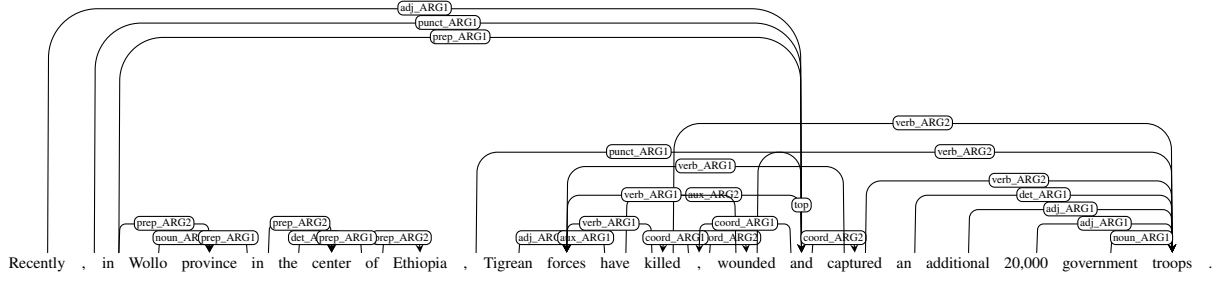 adj_ARG1
punct_ARG1
prep_ARG1
verb_ARG2
punct_ARG1 verb_ARG2
verb_ARG1
verb_ARG2
verb_ARG1 aux_ARG2 det_ARG1
top
adj_ARG1
prep_ARG2 prep_ARG2 verb_ARG1 coord_ARG1 adj_ARG1
prep_ARG1 prep_ARG1 prep_ARG2 coord_ARG2 noun_ARG1
Recently , in Wollo province in the center of Ethiopia , Tigrean forces have killed , wounded and captured an additional 20,000 government troops .